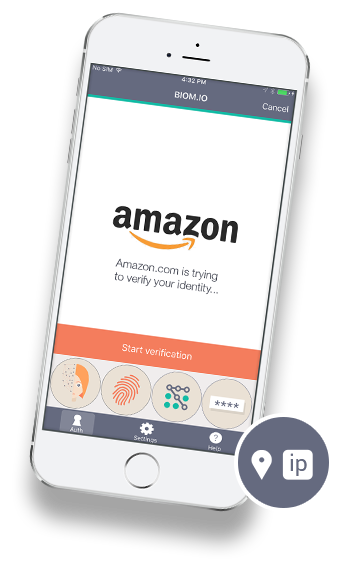 No SIM
4:32 PM
BIOM.IO
Cancel
amazon
Amazon.com is trying
to verify your identity...
Start verification
****
Auth
Settings
?
Help
ip